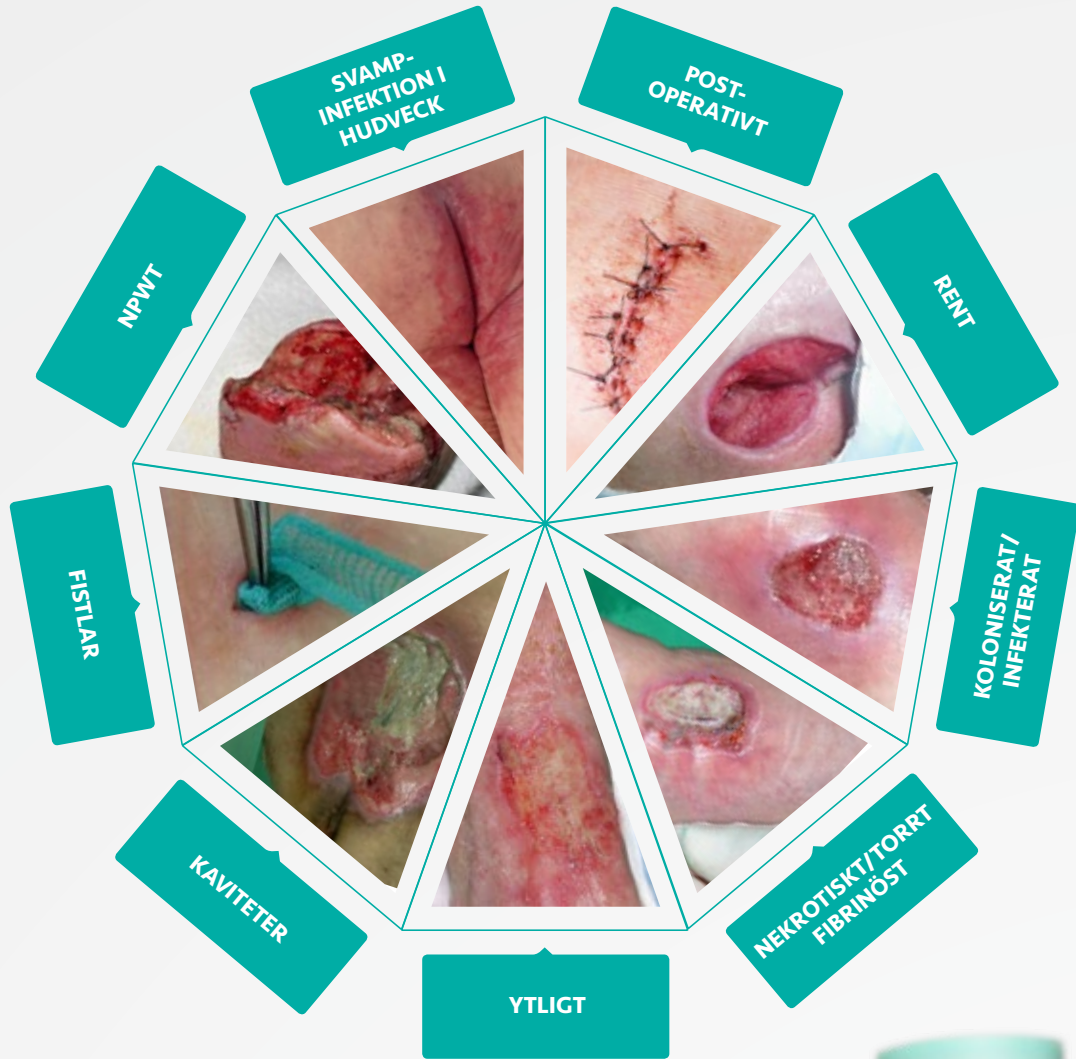 SVAMP-
INFEKTION I
HUDVECK
POST-
OPERATIVT
RENT
KOLONISERAT/
INFEKTERAT
NEKROTISKT/TORRT
FIBRINÖST
YTLIGT
KAVITETER
FISTLAR
NPWT